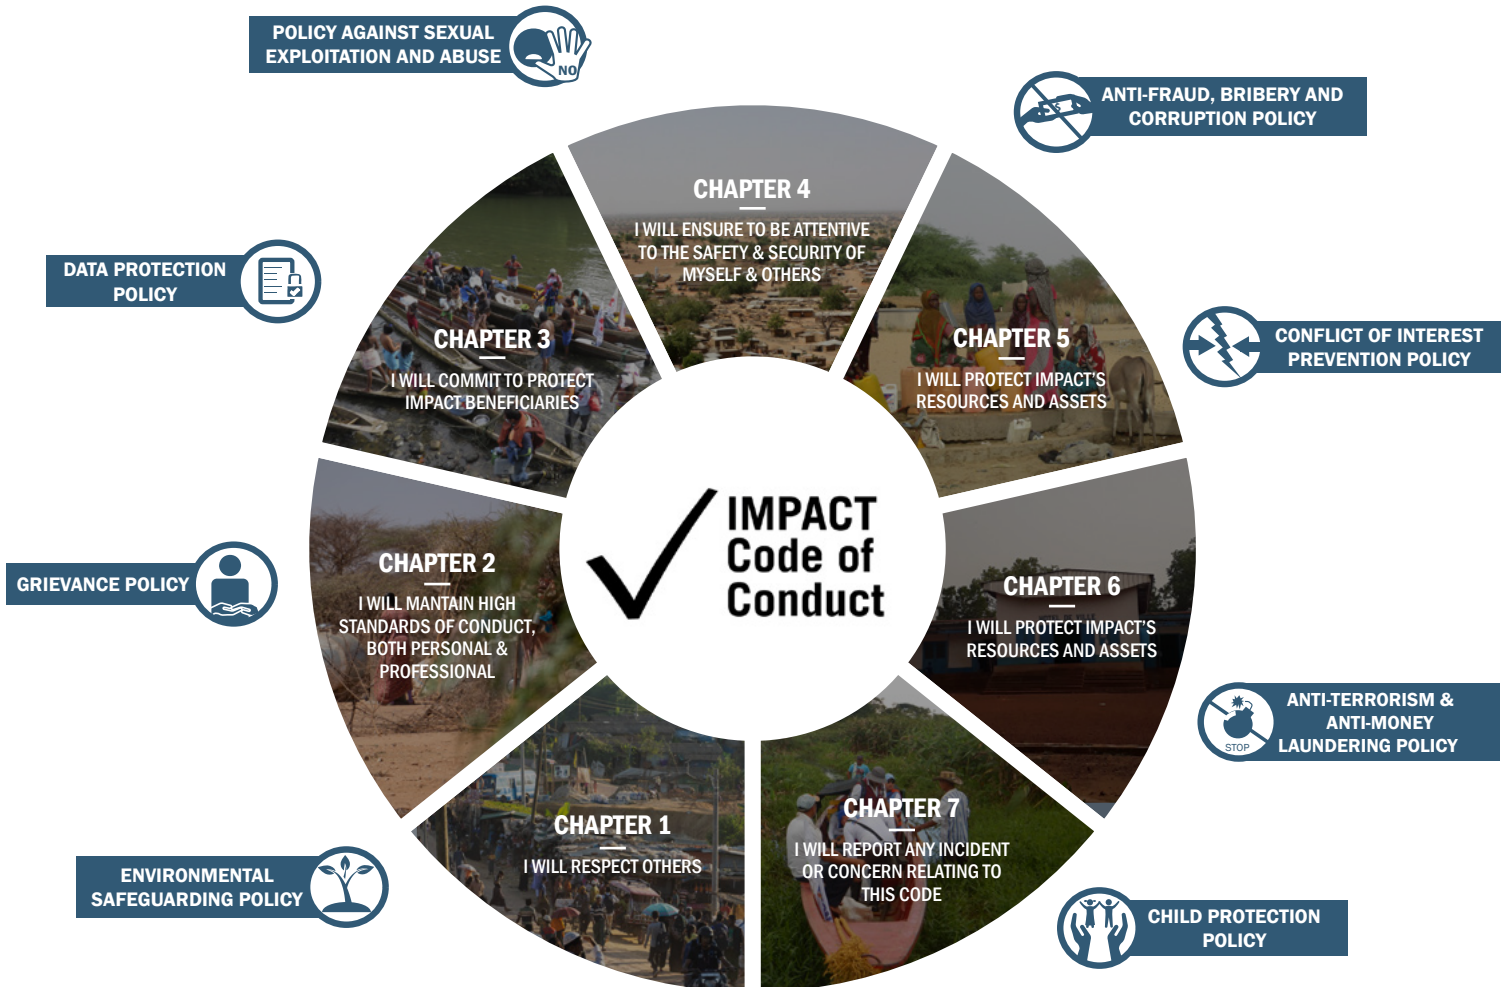 POLICY AGAINST SEXUAL
EXPLOITATION AND ABUSE
NO
ANTI-FRAUD, BRIBERY AND
CORRUPTION POLICY
$
CHAPTER 4
I WILL ENSURE TO BE ATTENTIVE
TO THE SAFETY & SECURITY OF
MYSELF & OTHERS
DATA PROTECTION
POLICY
CHAPTER 3
I WILL COMMIT TO PROTECT
IMPACT BENEFICIARIES
CHAPTER 5
I WILL PROTECT IMPACT'S
RESOURCES AND ASSETS
CONFLICT OF INTEREST
PREVENTION POLICY
IMPACT
Code of
Conduct
GRIEVANCE POLICY
CHAPTER 2
I WILL MANTAIN HIGH
STANDARDS OF CONDUCT,
BOTH PERSONAL &
PROFESSIONAL
CHAPTER 6
I WILL PROTECT IMPACT'S
RESOURCES AND ASSETS
ANTI-TERRORISM &
ANTI-MONEY
LAUNDERING POLICY
STOP
CHAPTER 1
I WILL RESPECT OTHERS
CHAPTER 7
I WILL REPORT ANY INCIDENT
OR CONCERN RELATING TO
THIS CODE
ENVIRONMENTAL
SAFEGUARDING POLICY
CHILD PROTECTION
POLICY